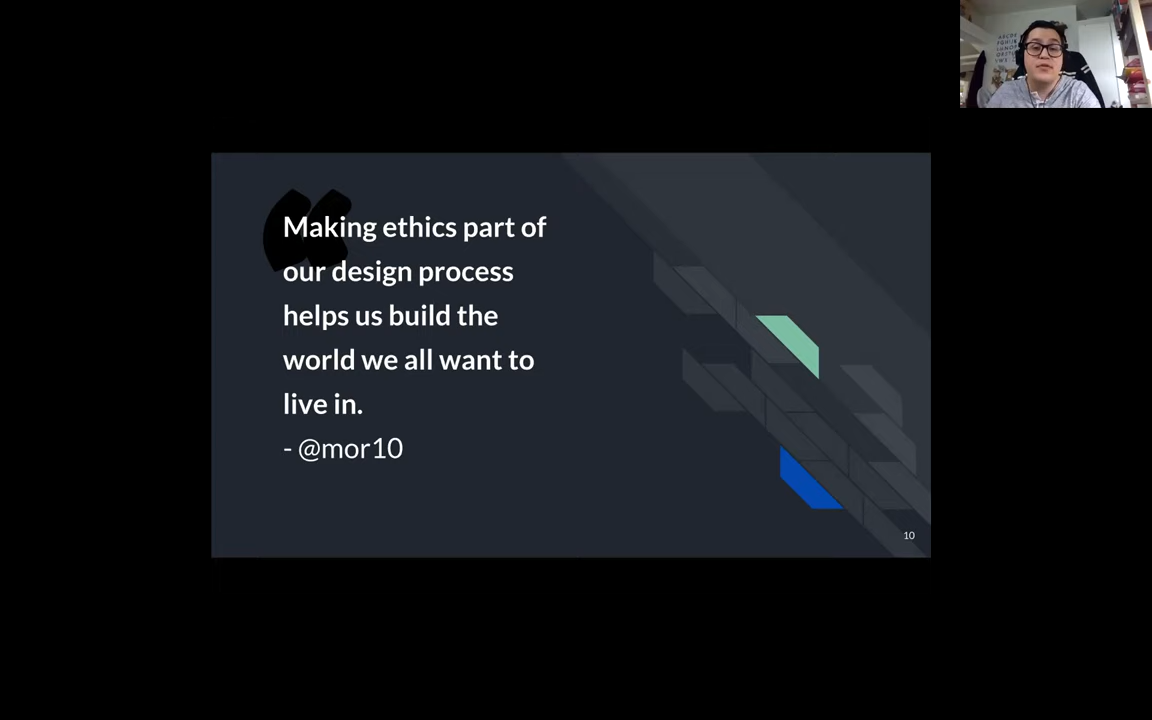 Making ethics part of
our design process
helps us build the
world we all want to
live in.
- @mor10
10